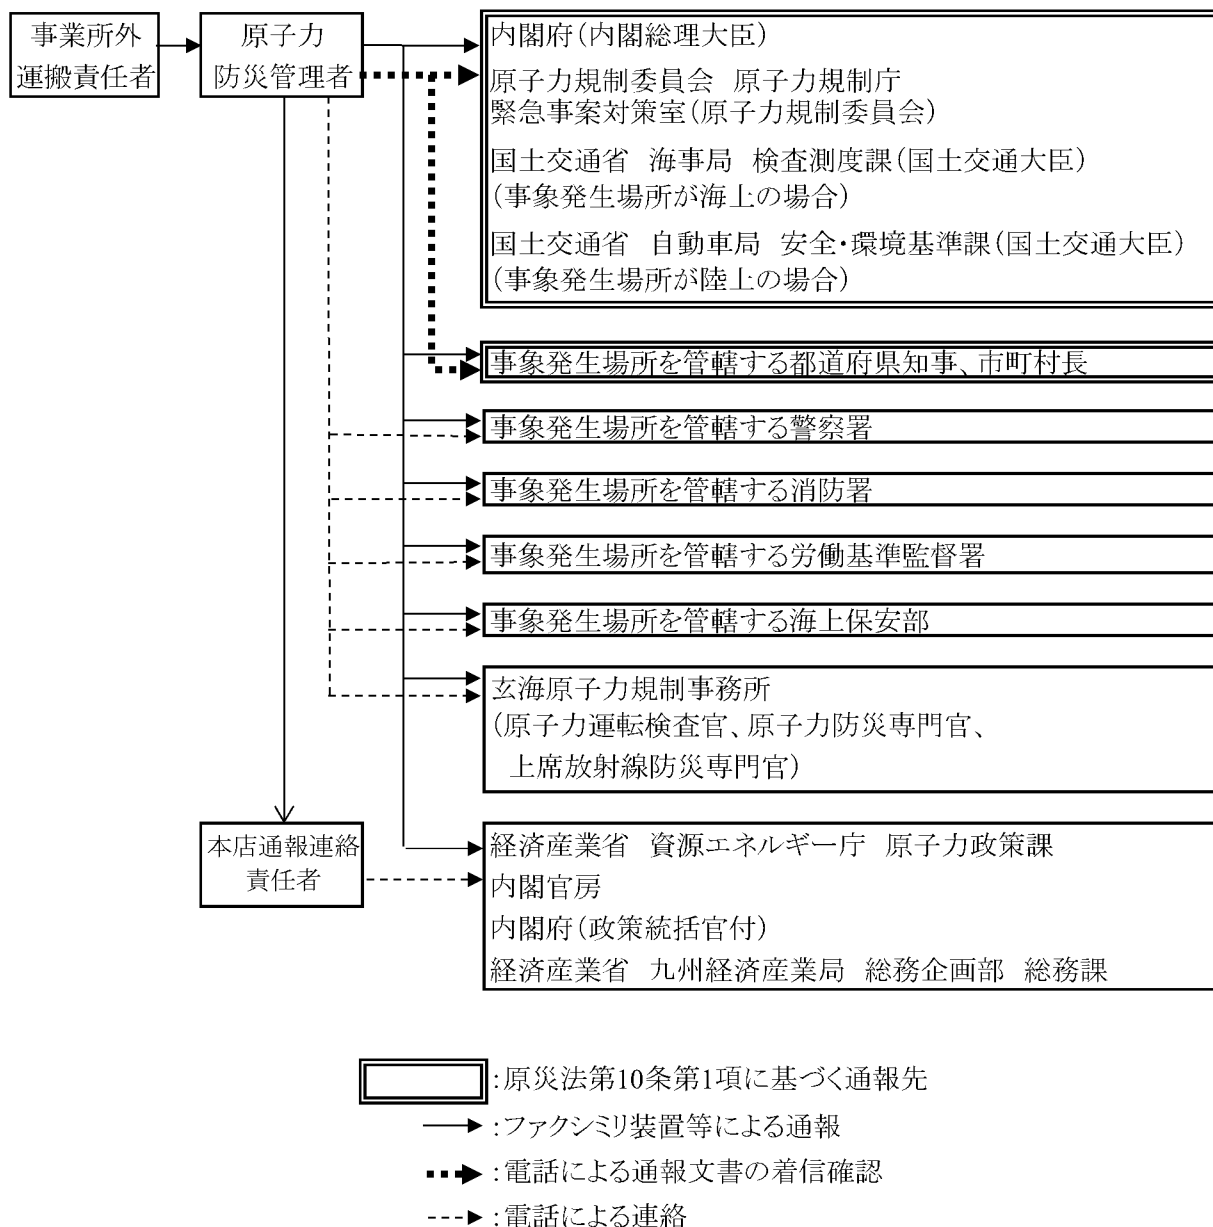 事業所外
運搬責任者
原子力
防災管理者
内閣府(内閣総理大臣)
原子力規制委員会 原子力規制庁
緊急事案対策室(原子力規制委員会)
国土交通省 海事局 検査測度課(国土交通大臣)
(事象発生場所が海上の場合)
国土交通省 自動車局 安全・環境基準課(国土交通大臣)
(事象発生場所が陸上の場合)
事象発生場所を管轄する都道府県知事、市町村長
事象発生場所を管轄する警察署
事象発生場所を管轄する消防署
事象発生場所を管轄する労働基準監督署
事象発生場所を管轄する海上保安部
玄海原子力規制事務所
(原子力運転検査官、原子力防災専門官、
上席放射線防災専門官)
本店通報連絡
責任者
経済産業省 資源エネルギー庁 原子力政策課
内閣官房
内閣府(政策統括官付)
経済産業省 九州経済産業局 総務企画部 総務課
:原災法第10条第1項に基づく通報先
:ファクシミリ装置等による通報
:電話による通報文書の着信確認
:電話による連絡